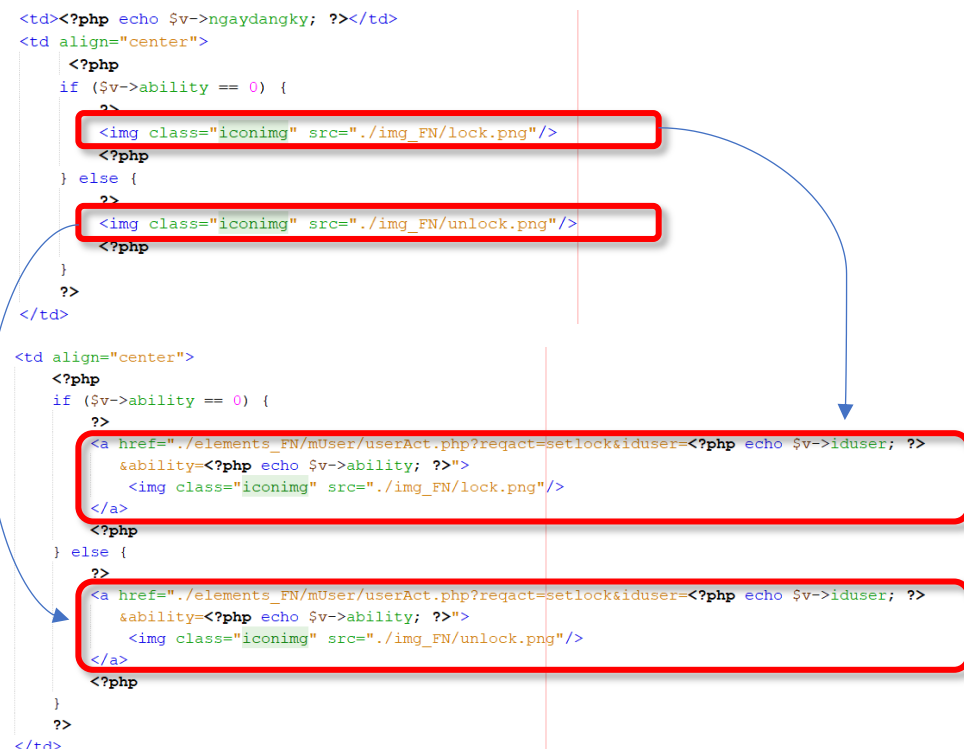 <td><?php echo $v->ngaydangky; ?></td>
<td align="center">
<?php
if ($v->ability == 0) {
?>
<img class="iconimg" src="./img_FN/lock.png"/>
<?php
} else {
?>
<img class="iconimg" src="./img_FN/unlock.png"/>
<?php
}
?>
</td>
<td align="center">
<?php
if ($v->ability == 0) {
?>
<a href="./elements_FN/mUser/userAct.php?reqact=setlock&iduser=<?php echo $v->iduser; ?>
&ability=<?php echo $v->ability; ?>">
<img class="iconimg" src="./img_FN/lock.png"/>
</a>
<?php
} else {
?>
<a href="./elements_FN/mUser/userAct.php?reqact=setlock&iduser=<?php echo $v->iduser; ?>
&ability=<?php echo $v->ability; ?>">
<img class="iconimg" src="./img_FN/unlock.png"/>
</a>
<?php
}
?>
</td>